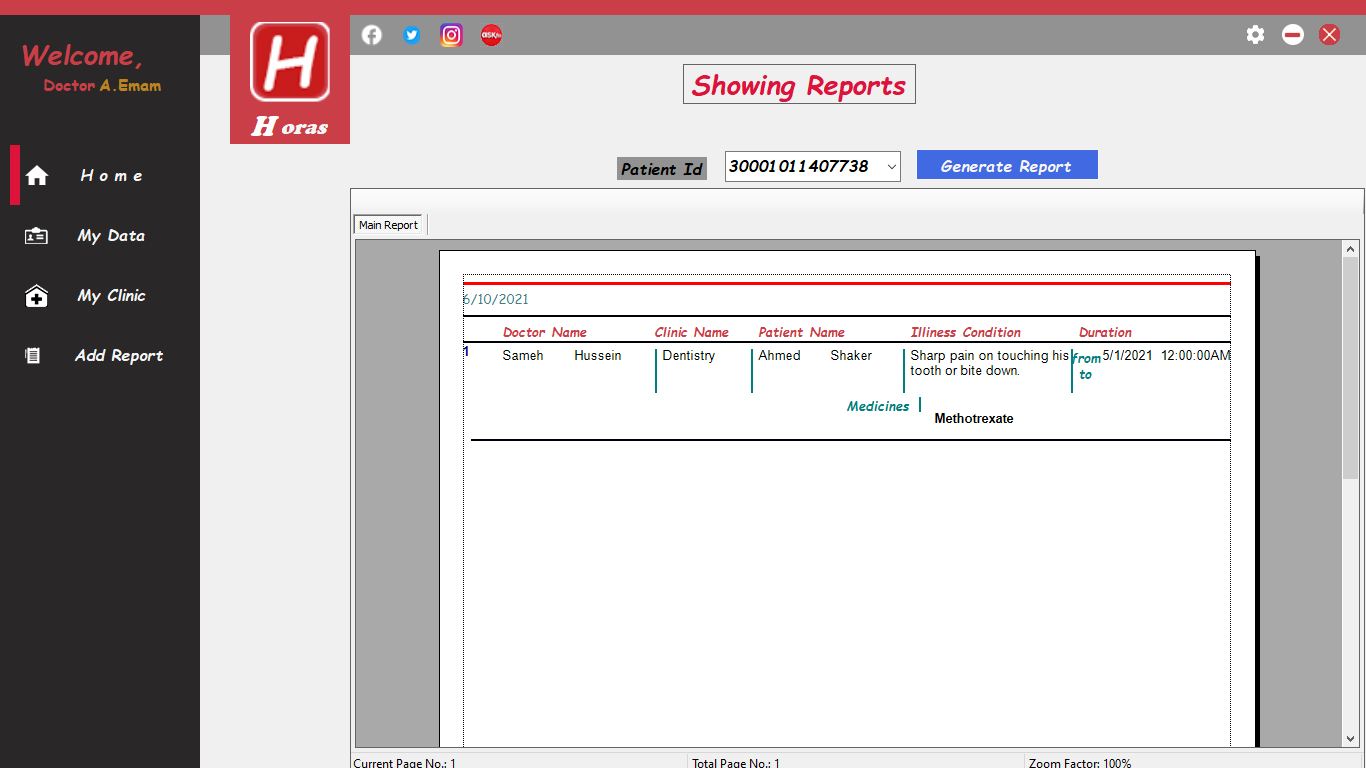 Welcome,
Doctor A.Emam
Home
My Data
My Clinic
Add Report
H
Horas
ASKfm
Showing Reports
Patient Id 30001011407738 Generate Report
Main Report
6/10/2021
Doctor Name Clinic Name Patient Name Illiness Condition Duration
1 Sameh Hussein Dentistry Ahmed Shaker Sharp pain on touching his from 5/1/2021 12:00:00AM
tooth or bite down. to
Medicines
Methotrexate
Current Page No.: 1 Total Page No.: 1 Zoom Factor: 100%